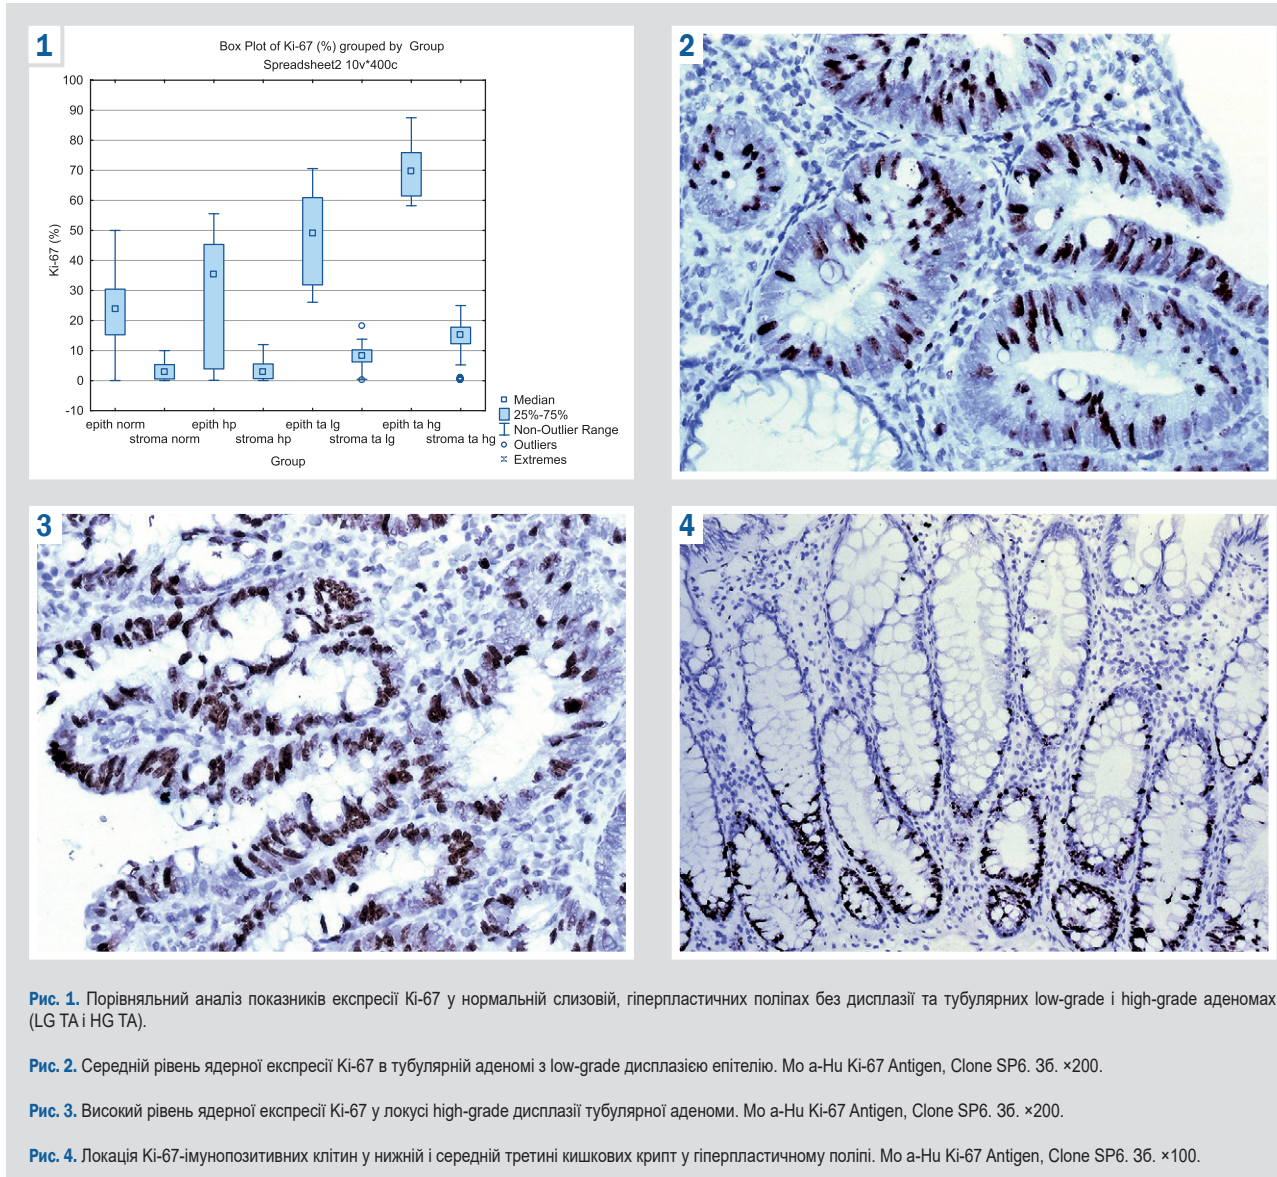 1
Box Plot of Ki-67 (%) grouped by Group
Spreadsheet2 10v*400c
100
90
80
70
60
50
40
30
20
10
0
-10
Ki-67 (%)
epith norm
stroma norm
epith hp
stroma hp
epith ta lg
stroma ta lg
epith ta hg
stroma ta hg
Group
Median
25%-75%
Non-Outlier Range
Outliers
Extremes
2
3
4
Рис. 1. Порівняльний аналіз показників експресії Ki-67 у нормальній слизовій, гіперпластичних поліпах без дисплазії та тубулярних low-grade і high-grade аденомах
(LG TA і HG TA).
Рис. 2. Середній рівень ядерної експресії Ki-67 в тубулярній аденомі з low-grade дисплазією епітелію. Mo a-Hu Ki-67 Antigen, Clone SP6. Зб. ×200.
Рис. 3. Високий рівень ядерної експресії Ki-67 у локусі high-grade дисплазії тубулярної аденоми. Mo a-Hu Ki-67 Antigen, Clone SP6. Зб. ×200.
Рис. 4. Локація Ki-67-імунопозитивних клітин у нижній і середній третині кишкових крипт у гіперпластичному поліпі. Mo a-Hu Ki-67 Antigen, Clone SP6. Зб. ×100.